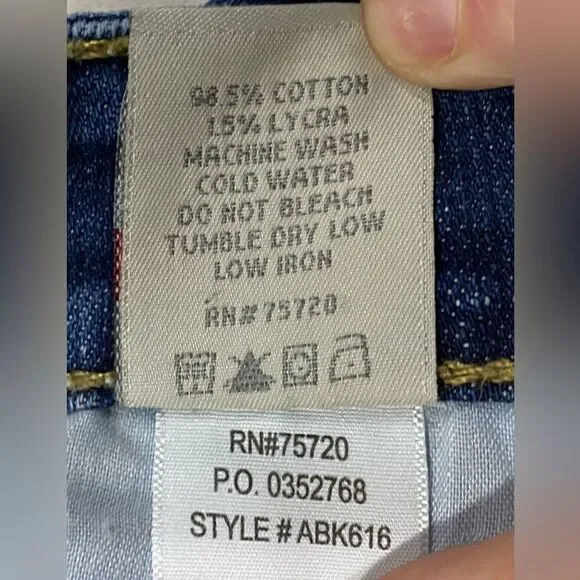 98.5% COTTON
1.5% LYCRA
MACHINE WASH
COLD WATER
DO NOT BLEACH
TUMBLE DRY LOW
LOW IRON
RN# 75720
RN#75720
P.O. 0352768
STYLE # ABK616